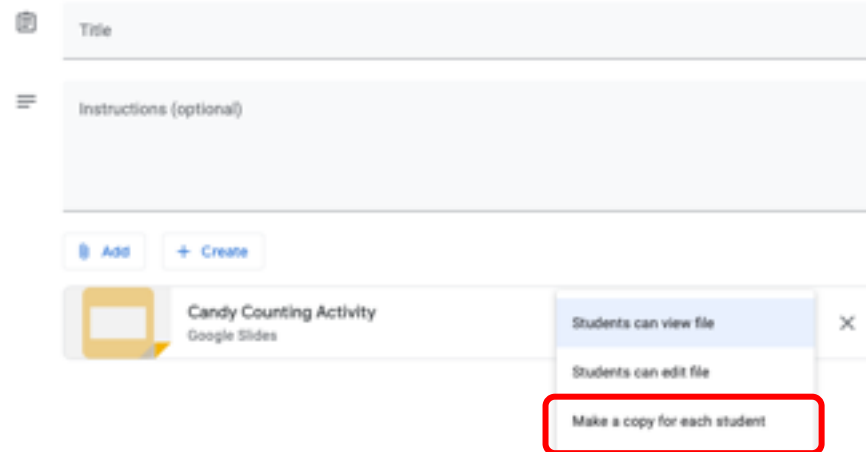 Title
Instructions (optional)
Add
+ Create
Candy Counting Activity
Google Slides
Students can view file
Students can edit file
Make a copy for each student